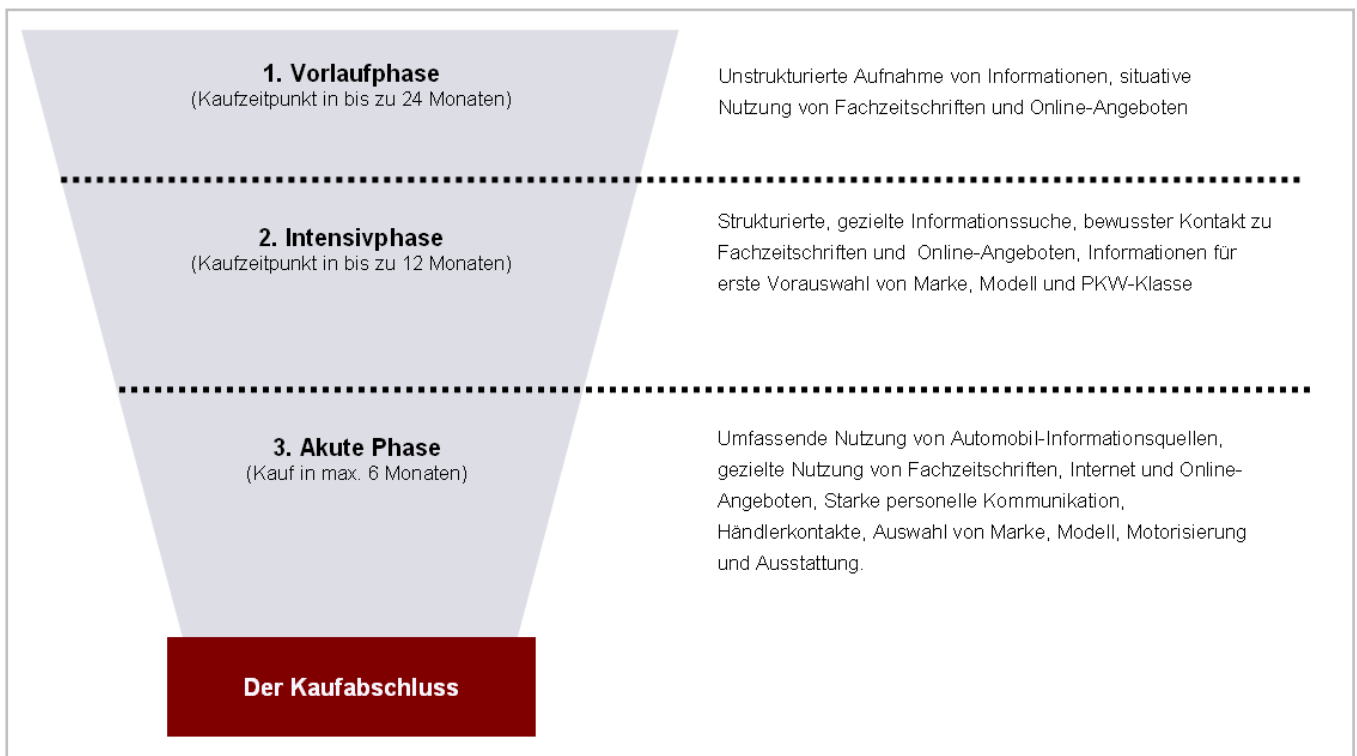 1. Vorlaufphase
(Kaufzeitpunkt in bis zu 24 Monaten)
Unstrukturierte Aufnahme von Informationen, situative
Nutzung von Fachzeitschriften und Online-Angeboten
2. Intensivphase
(Kaufzeitpunkt in bis zu 12 Monaten)
Strukturierte, gezielte Informationssuche, bewusster Kontakt zu
Fachzeitschriften und  Online-Angeboten, Informationen für
erste Vorauswahl von Marke, Modell und PKW-Klasse
3. Akute Phase
(Kauf in max. 6 Monaten)
Umfassende Nutzung von Automobil-Informationsquellen,
gezielte Nutzung von Fachzeitschriften, Internet und Online-
Angeboten, Starke personelle Kommunikation,
Händlerkontakte, Auswahl von Marke, Modell, Motorisierung
und Ausstattung.
Der Kaufabschluss